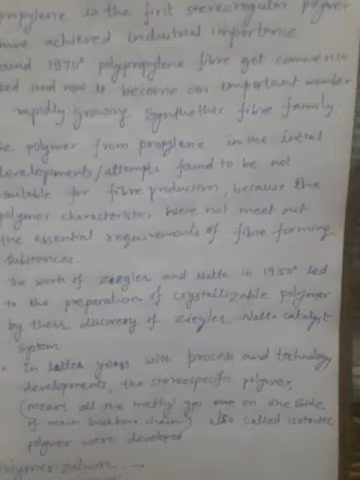 propylene is the first stereoregular polymer
have achieved industrial importance
ound 1970s polypropylene fibre get commerci
sed and now it become an important member
rapidly growing synthetic fibre family.
he polymer from propylene in the initial
developments/attempts found to be not
suitable for fibre production, because the
polymer characteristics were not meet out
the essential requirements of fibre forming
substances.
The work of Ziegler and Natta in 1950s led
to the preparation of crystallizable polymer
by their discovery of Ziegler Natta catalyst
system
In latter years with process and technology
developments, the stereospecific polymer,
(means all the methyl gps are on one side
of main backbone chain) also called isotactic
polymer were developed